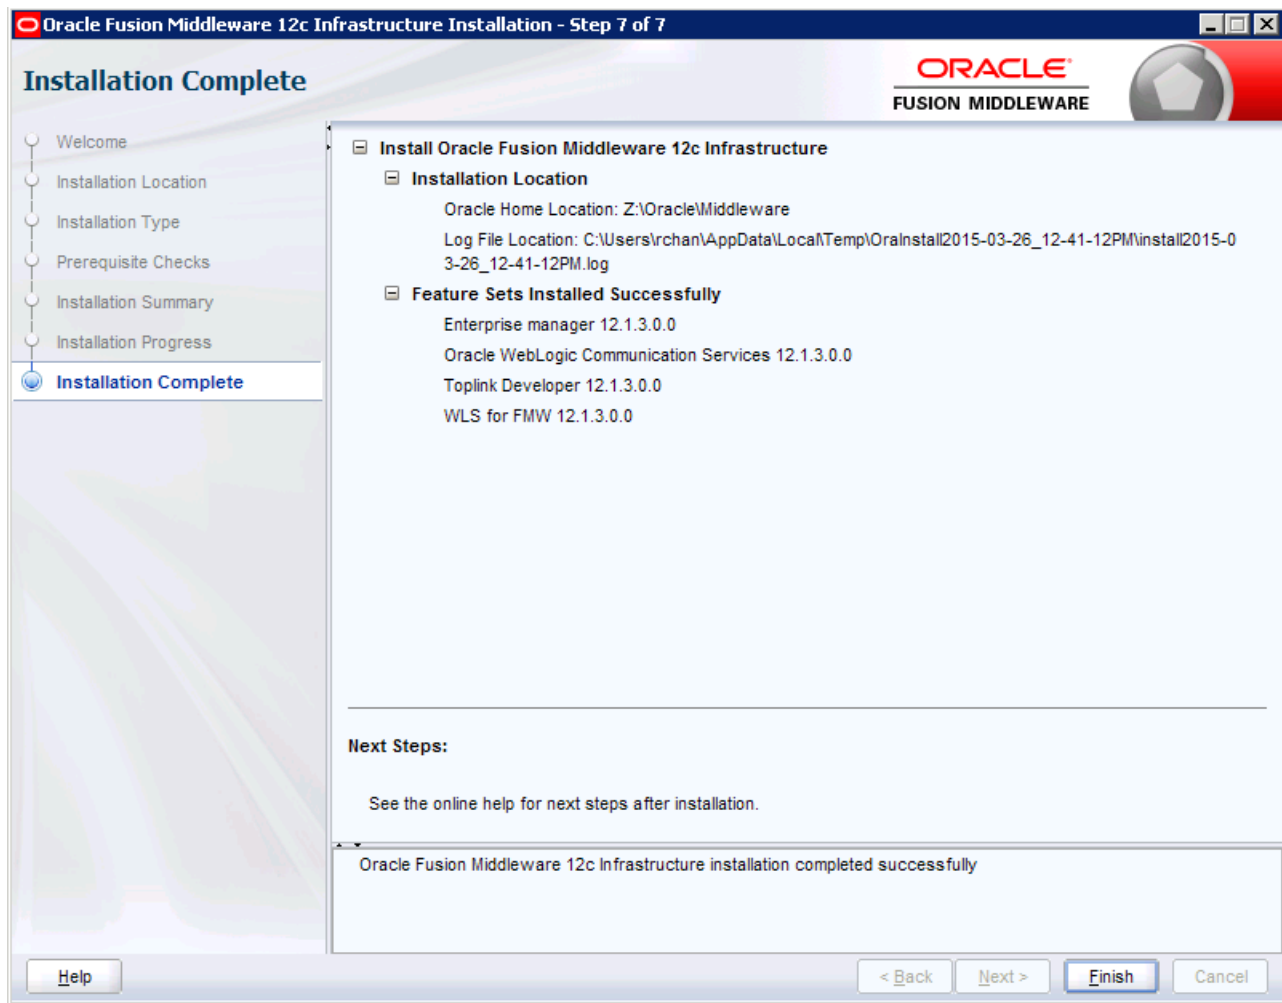 Oracle Fusion Middleware 12c Infrastructure Installation - Step 7 of 7
Installation Complete
ORACLE®
FUSION MIDDLEWARE
Welcome
Installation Location
Installation Type
Prerequisite Checks
Installation Summary
Installation Progress
Installation Complete
Install Oracle Fusion Middleware 12c Infrastructure
Installation Location
Oracle Home Location: Z:\Oracle\Middleware
Log File Location: C:\Users\rchan\AppData\Local\Temp\OraInstall2015-03-26_12-41-12PM\install2015-0
3-26_12-41-12PM.log
Feature Sets Installed Successfully
Enterprise manager 12.1.3.0.0
Oracle WebLogic Communication Services 12.1.3.0.0
Toplink Developer 12.1.3.0.0
WLS for FMW 12.1.3.0.0
Next Steps:
See the online help for next steps after installation.
Oracle Fusion Middleware 12c Infrastructure installation completed successfully
Help
< Back
Next >
Finish
Cancel